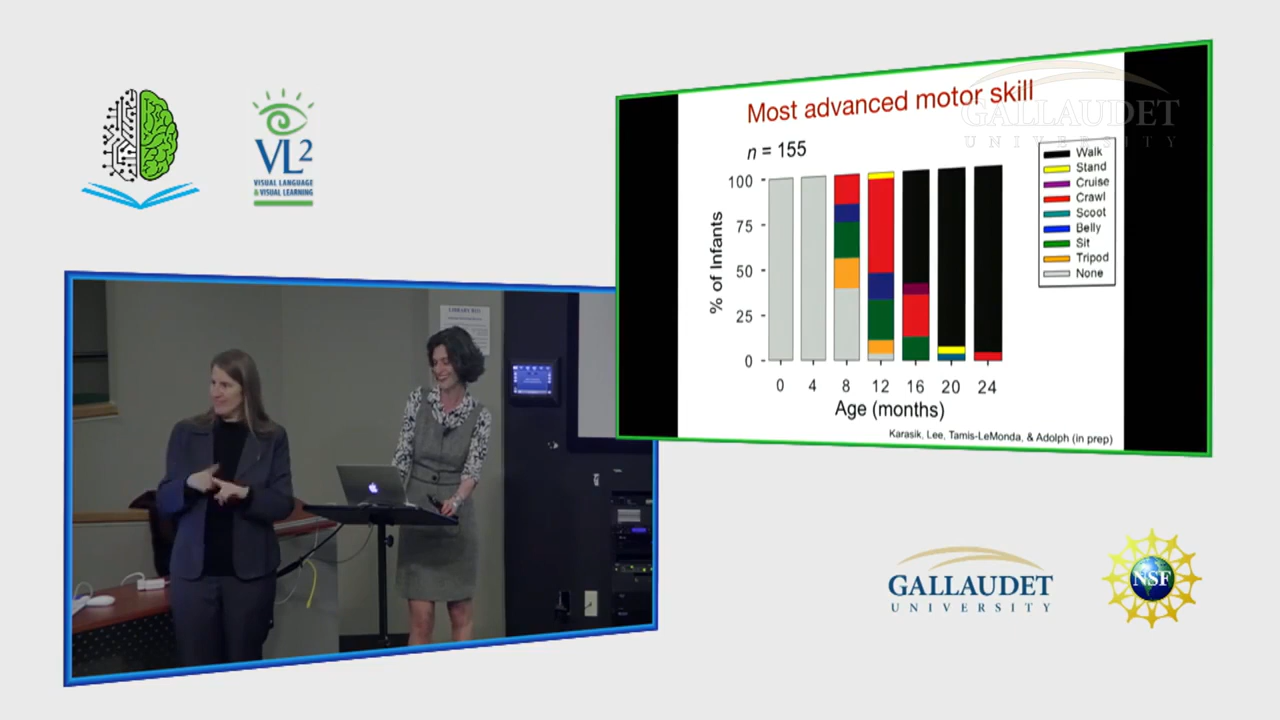 VL2
VISUAL LANGUAGE
& VISUAL LEARNING
GALLAUDET
UNIVERSITY
Most advanced motor skill
n = 155
% of Infants
100
75
50
25
0
0 4 8 12 16 20 24
Age (months)
Walk
Stand
Cruise
Crawl
Scoot
Belly
Sit
Tripod
None
Karasik, Lee, Tamis-LeMonda, & Adolph (in prep)
GALLAUDET
UNIVERSITY
NSF